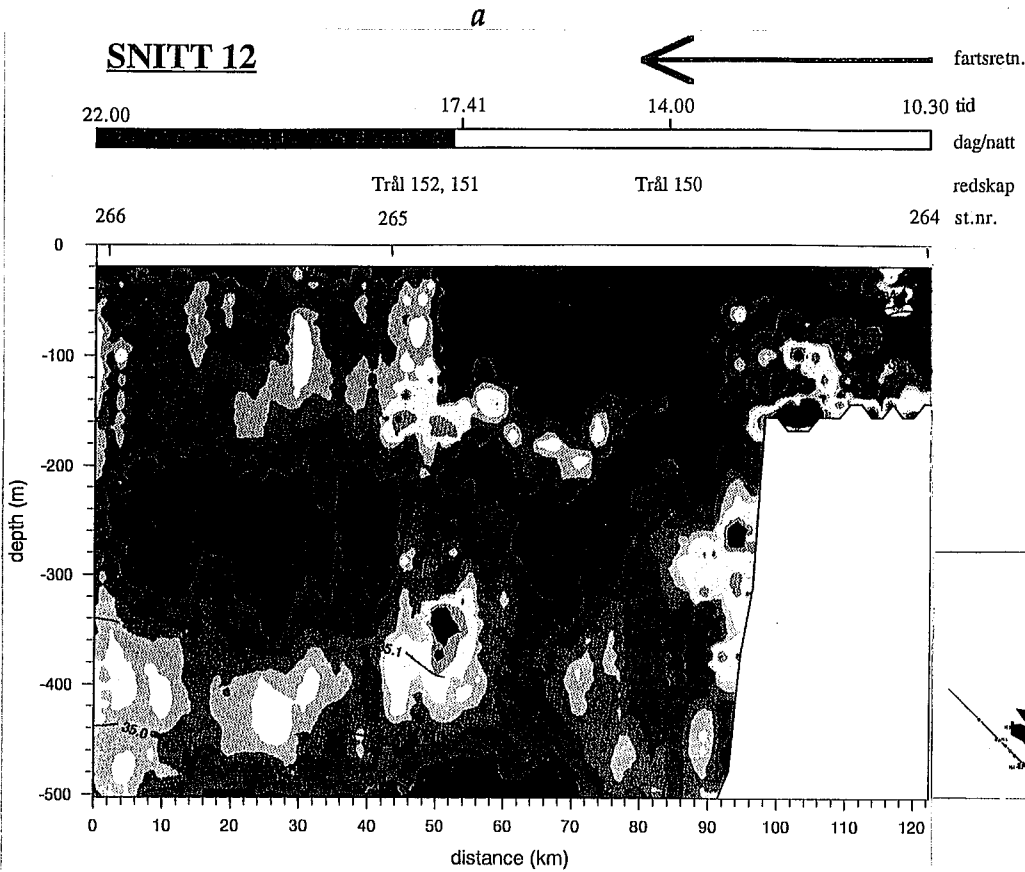 a
SNITT 12
fartsretn.
22.00 17.41 14.00 10.30 tid
dag/natt
Trål 152, 151 Trål 150 redskap
266 265 264 st.nr.
0
-100
-200
-300
-400
-500
depth (m)
5.1
35.0
0 10 20 30 40 50 60 70 80 90 100 110 120
distance (km)